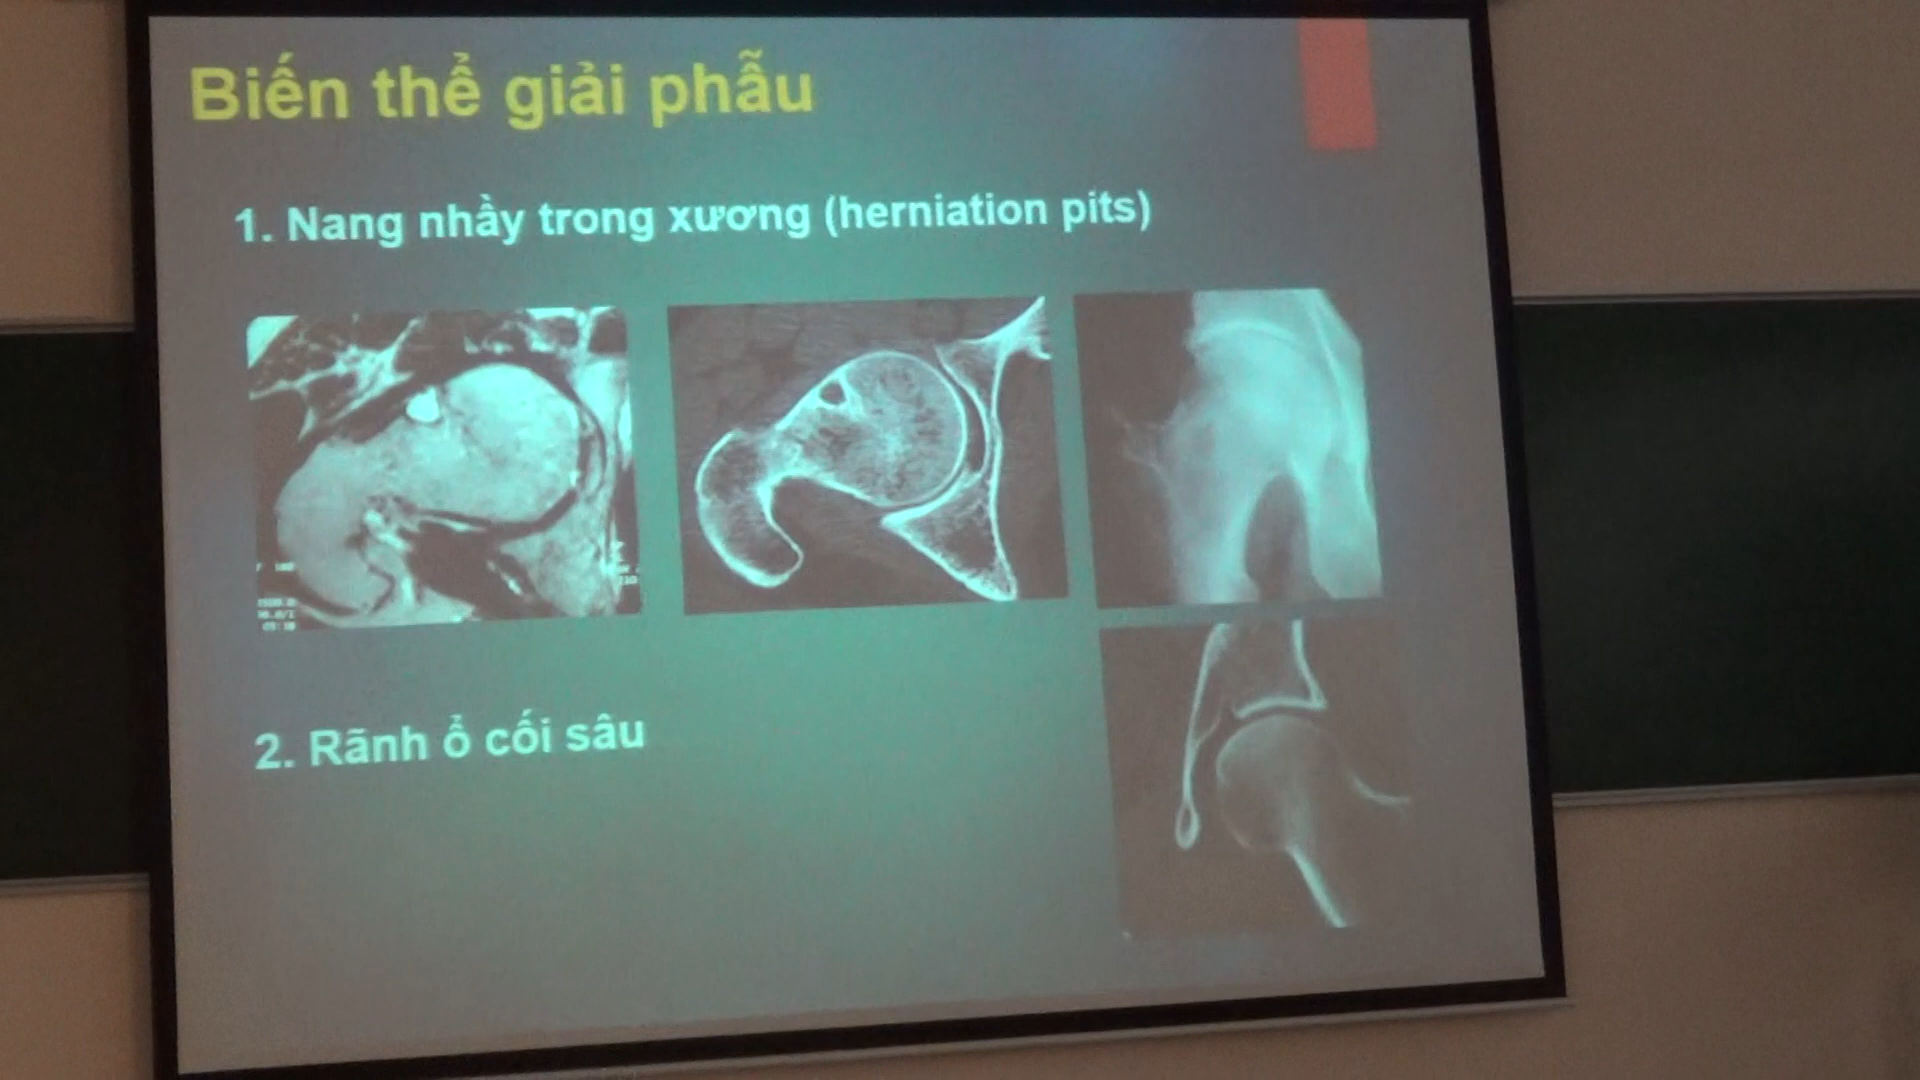 Biến thể giải phẫu
1. Nang nhầy trong xương (herniation pits)
2. Rãnh ổ cối sâu